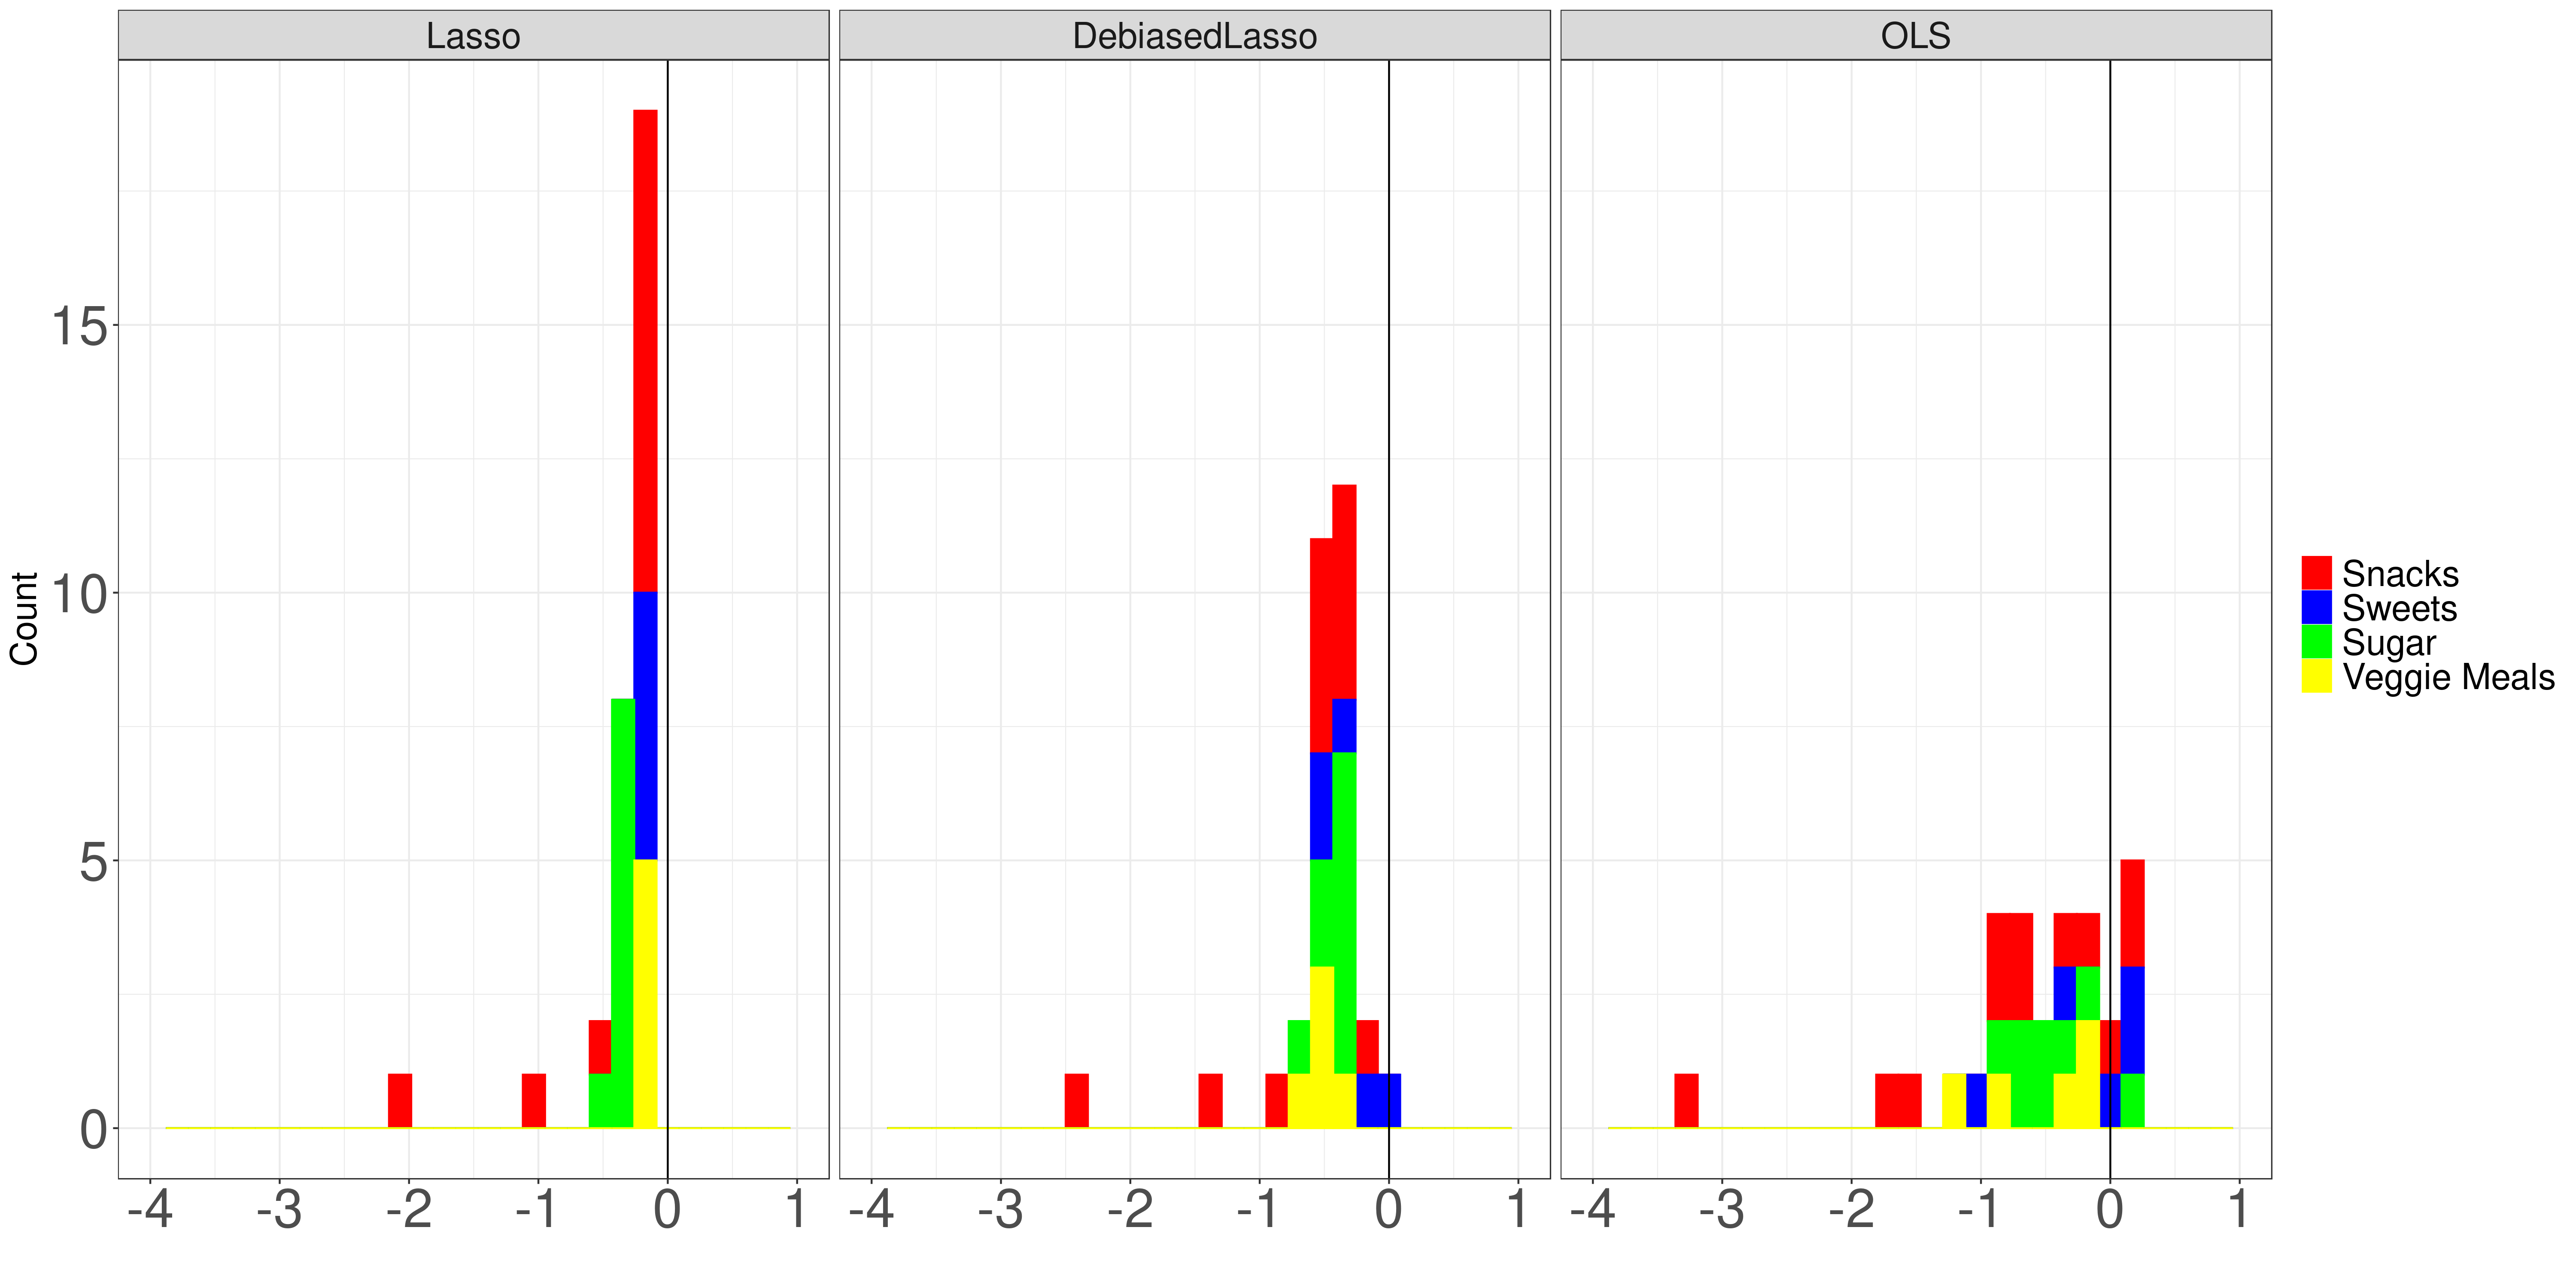 Lasso
DebiasedLasso
OLS
Count
15
10
5
0
-4 -3 -2 -1 0 1
-4 -3 -2 -1 0 1
-4 -3 -2 -1 0 1
Snacks
Sweets
Sugar
Veggie Meals